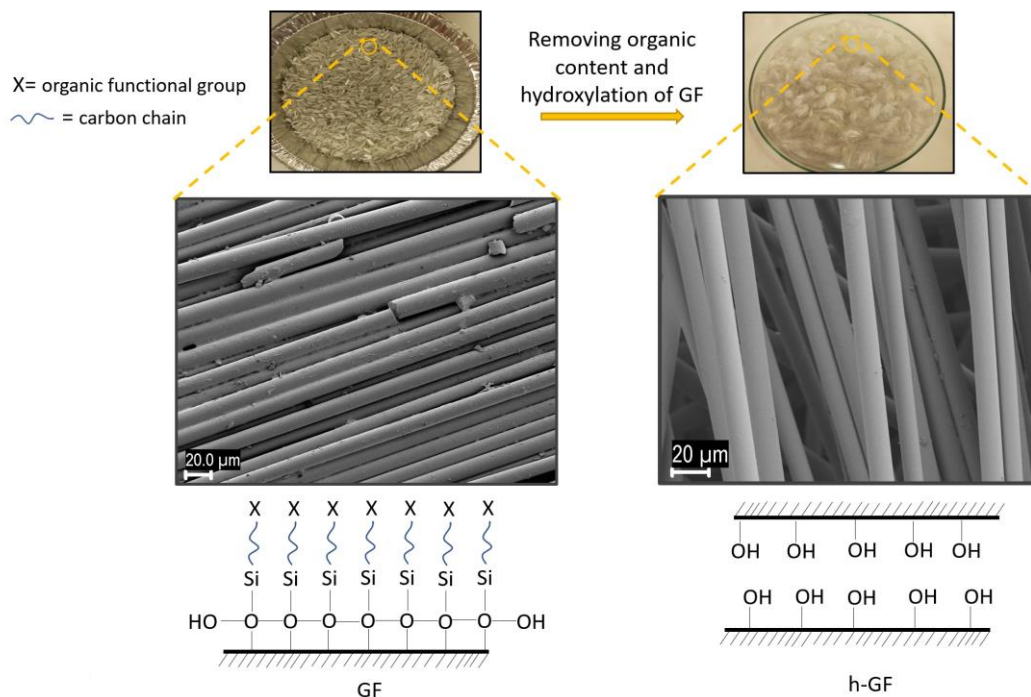 X= organic functional group
= carbon chain
Removing organic
content and
hydroxylation of GF
20.0 µm
20 µm
X X X X X X X
Si Si Si Si Si Si Si
HO O O O O O O O OH
GF
OH OH OH OH OH
OH OH OH OH OH
h-GF